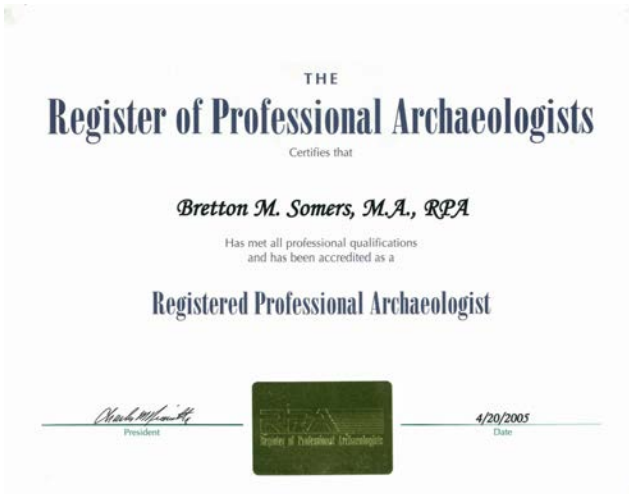 THE
Register of Professional Archaeologists
Certifies that
Bretton M. Somers, M.A., RPA
Has met all professional qualifications
and has been accredited as a
Registered Professional Archaeologist
4/20/2005
President
Date
RPA
Register of Professional Archaeologists